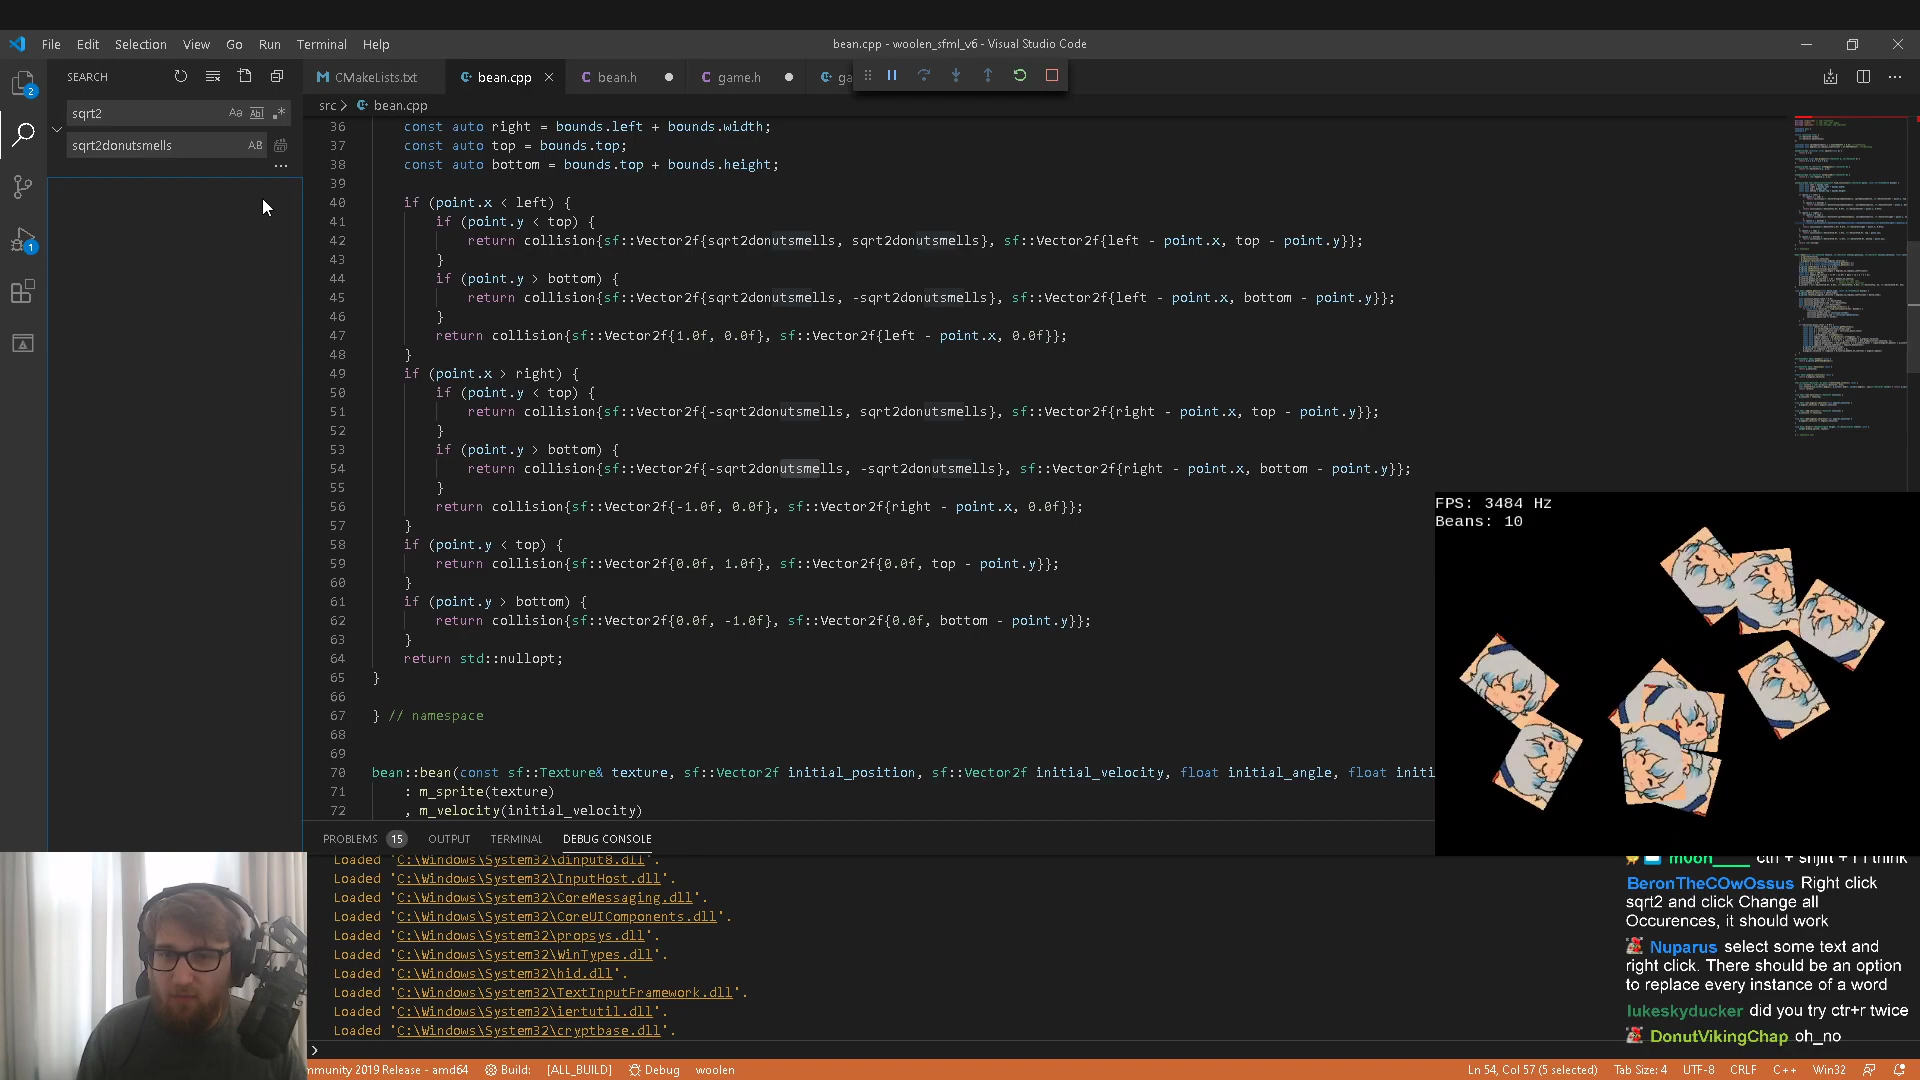 File Edit Selection View Go Run Terminal Help
bean.cpp - woolen_sfml_v6 - Visual Studio Code
SEARCH
CMakeLists.txt
bean.cpp
bean.h
game.h
ga
sqrt2
Aa
Abl
sqrt2donutsmells
AB
2
1
src > bean.cpp
36 const auto right = bounds.left + bounds.width;
37 const auto top = bounds.top;
38 const auto bottom = bounds.top + bounds.height;
39
40 if (point.x < left) {
41 if (point.y < top) {
42 return collision{sf::Vector2f{sqrt2donutsmells, sqrt2donutsmells}, sf::Vector2f{left - point.x, top - point.y}};
43 }
44 if (point.y > bottom) {
45 return collision{sf::Vector2f{sqrt2donutsmells, -sqrt2donutsmells}, sf::Vector2f{left - point.x, bottom - point.y}};
46 }
47 return collision{sf::Vector2f{1.0f, 0.0f}, sf::Vector2f{left - point.x, 0.0f}};
48 }
49 if (point.x > right) {
50 if (point.y < top) {
51 return collision{sf::Vector2f{-sqrt2donutsmells, sqrt2donutsmells}, sf::Vector2f{right - point.x, top - point.y}};
52 }
53 if (point.y > bottom) {
54 return collision{sf::Vector2f{-sqrt2donutsmells, -sqrt2donutsmells}, sf::Vector2f{right - point.x, bottom - point.y}};
55 }
56 return collision{sf::Vector2f{-1.0f, 0.0f}, sf::Vector2f{right - point.x, 0.0f}};
57 }
58 if (point.y < top) {
59 return collision{sf::Vector2f{0.0f, 1.0f}, sf::Vector2f{0.0f, top - point.y}};
60 }
61 if (point.y > bottom) {
62 return collision{sf::Vector2f{0.0f, -1.0f}, sf::Vector2f{0.0f, bottom - point.y}};
63 }
64 return std::nullopt;
65 }
66
67 } // namespace
68
69
70 bean::bean(const sf::Texture& texture, sf::Vector2f initial_position, sf::Vector2f initial_velocity, float initial_angle, float initi
71 : m_sprite(texture)
72 , m_velocity(initial_velocity)
FPS: 3484 Hz
Beans: 10
PROBLEMS 15 OUTPUT TERMINAL DEBUG CONSOLE
Loaded 'C:\Windows\System32\dinput8.dll'.
Loaded 'C:\Windows\System32\InputHost.dll'.
Loaded 'C:\Windows\System32\CoreMessaging.dll'.
Loaded 'C:\Windows\System32\CoreUIComponents.dll'.
Loaded 'C:\Windows\System32\propsys.dll'.
Loaded 'C:\Windows\System32\WinTypes.dll'.
Loaded 'C:\Windows\System32\hid.dll'.
Loaded 'C:\Windows\System32\TextInputFramework.dll'.
Loaded 'C:\Windows\System32\iertutil.dll'.
Loaded 'C:\Windows\System32\cryptbase.dll'.
>
think
BeronTheCOwOssus Right click
sqrt2 and click Change all
Occurences, it should work
Nuparus select some text and
right click. There should be an option
to replace every instance of a word
lukeskyducker did you try ctr+r twice
DonutVikingChap oh_no
mmunity 2019 Release - amd64 Build: [ALL_BUILD] Debug woolen
Ln 54, Col 57 (5 selected) Tab Size: 4 UTF-8 CRLF C++ Win32